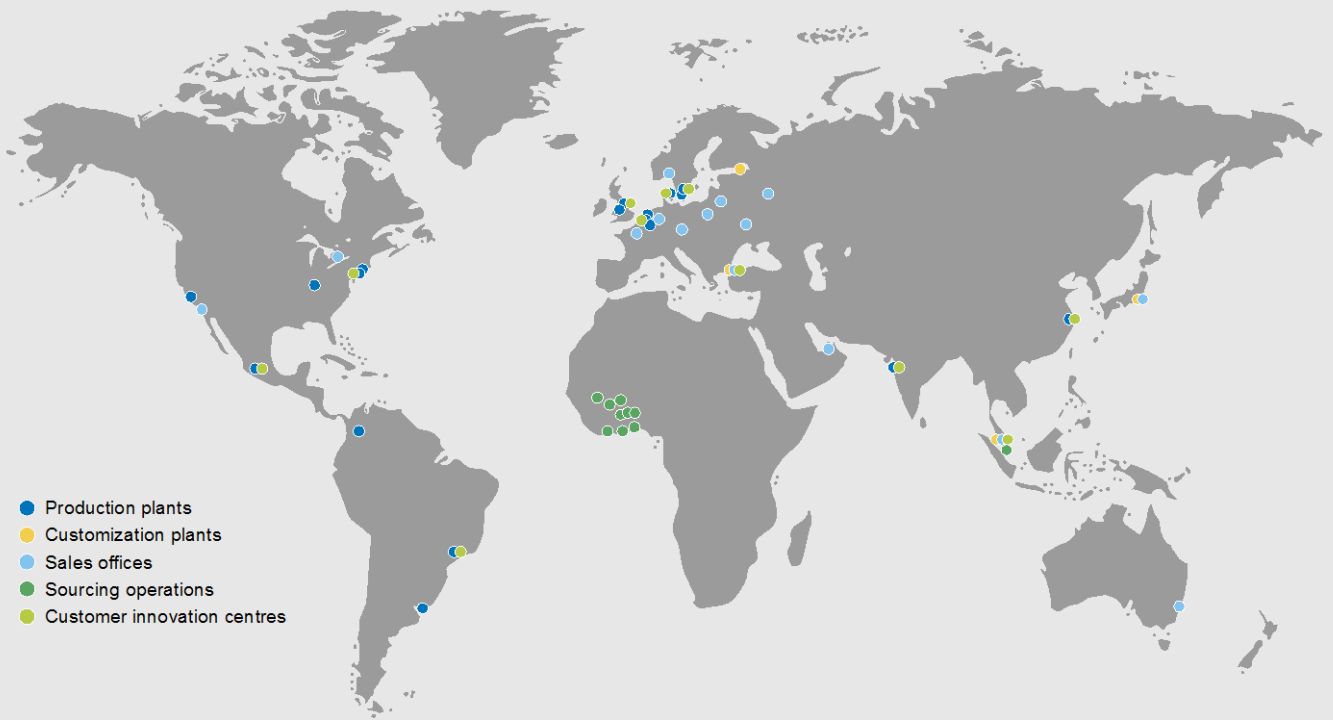 Production plants
Customization plants
Sales offices
Sourcing operations
Customer innovation centres